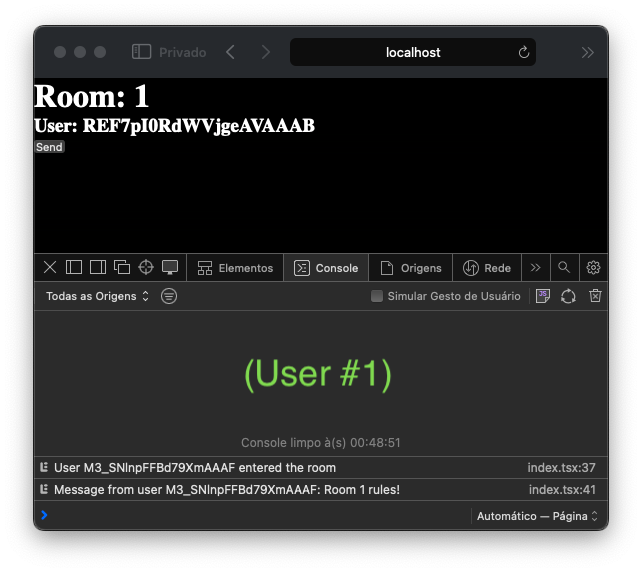 Privado
localhost
Room: 1
User: REF7pI0RdWVjgeAVAAAB
Send
Elementos
Console
Origens
Rede
Todas as Origens
Simular Gesto de Usuário
JS
(User #1)
Console limpo à(s) 00:48:51
User M3_SNlnpFFBd79XmAAAF entered the room index.tsx:37
Message from user M3_SNlnpFFBd79XmAAAF: Room 1 rules! index.tsx:41
Automático — Página